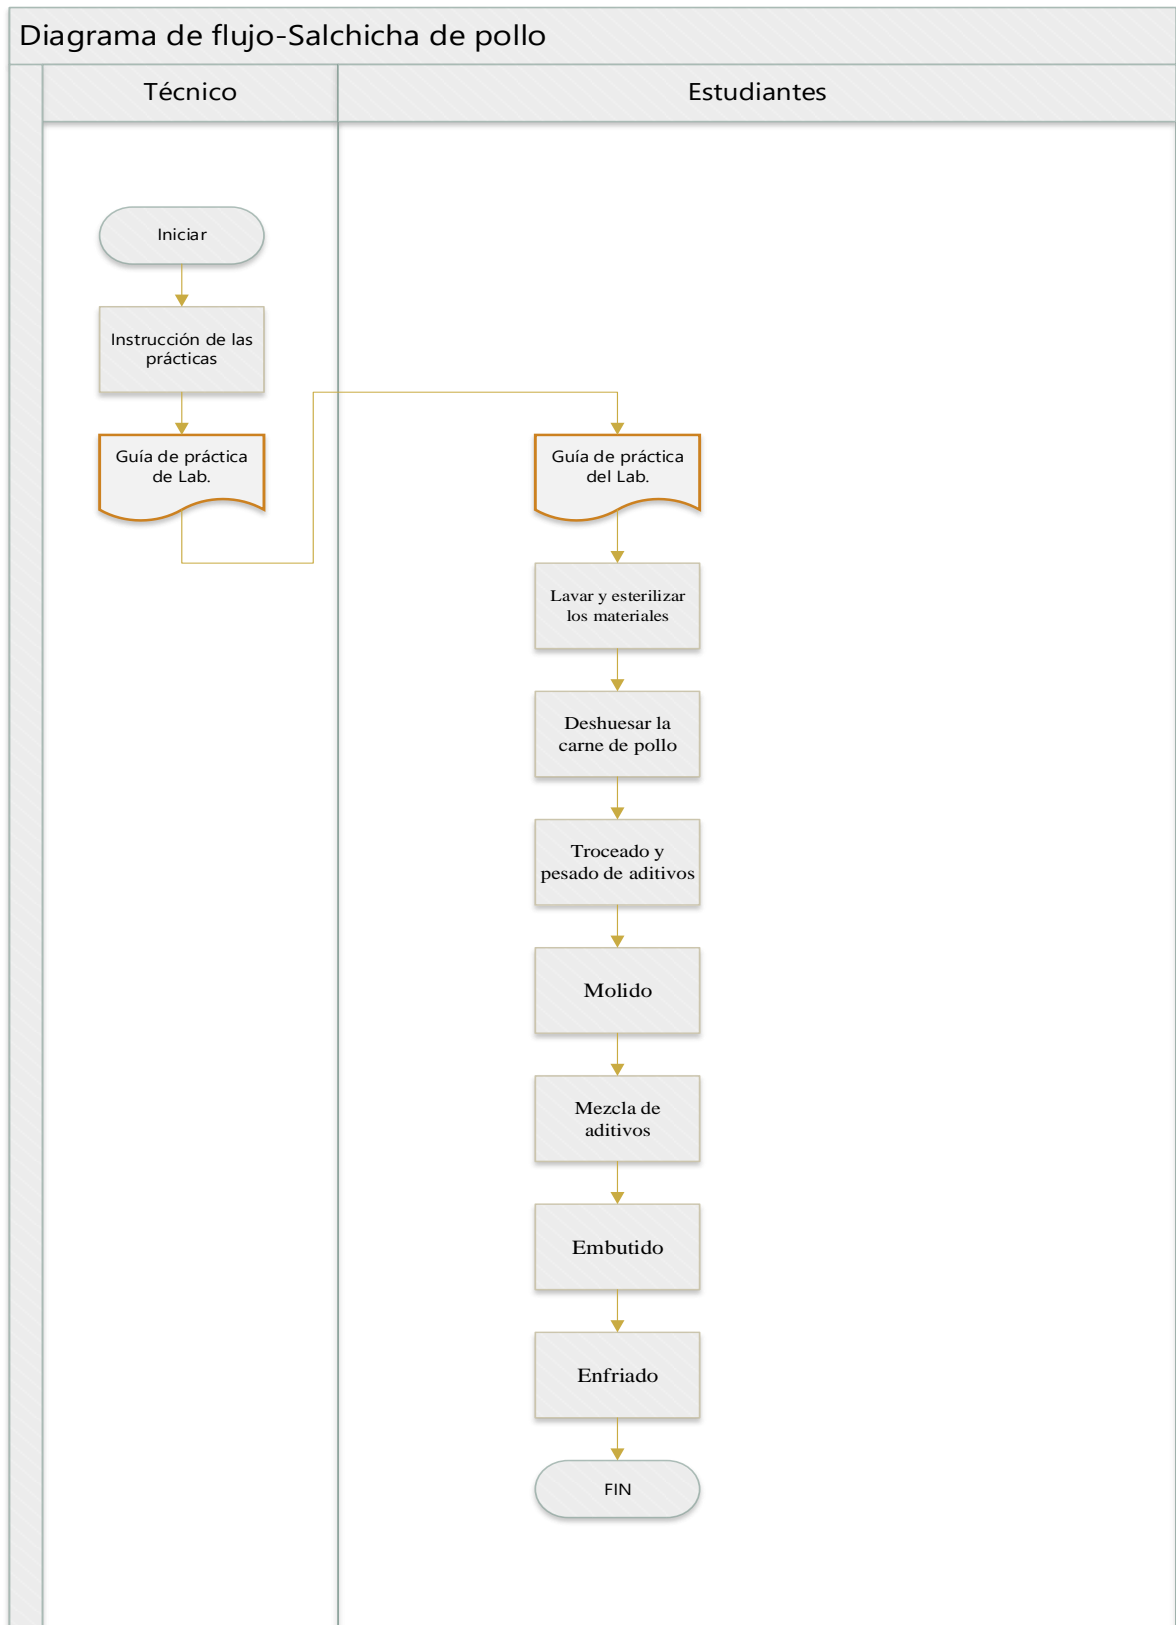 Diagrama de flujo-Salchicha de pollo
Técnico
Estudiantes
Iniciar
Instrucción de las
prácticas
Guía de práctica
de Lab.
Guía de práctica
del Lab.
Lavar y esterilizar
los materiales
Deshuesar la
carne de pollo
Troceado y
pesado de aditivos
Molido
Mezcla de
aditivos
Embutido
Enfriado
FIN